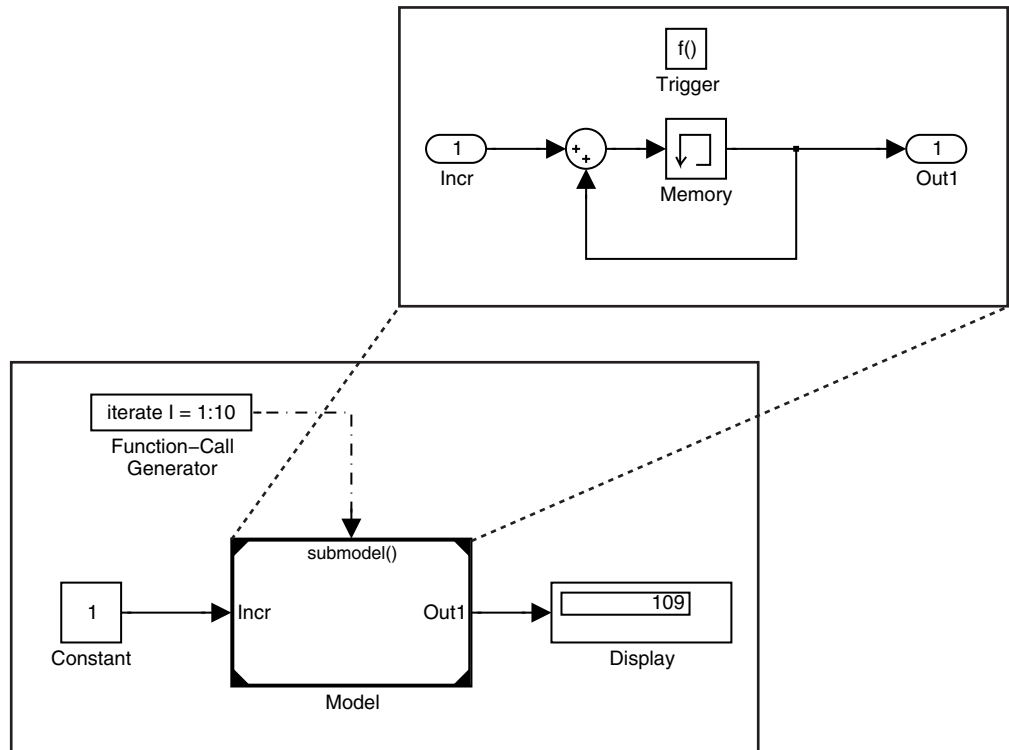 f()
Trigger
1
Incr
+
+
Memory
1
Out1
iterate I = 1:10
Function–Call
Generator
submodel()
1
Constant
Incr
Out1
Model
109
Display